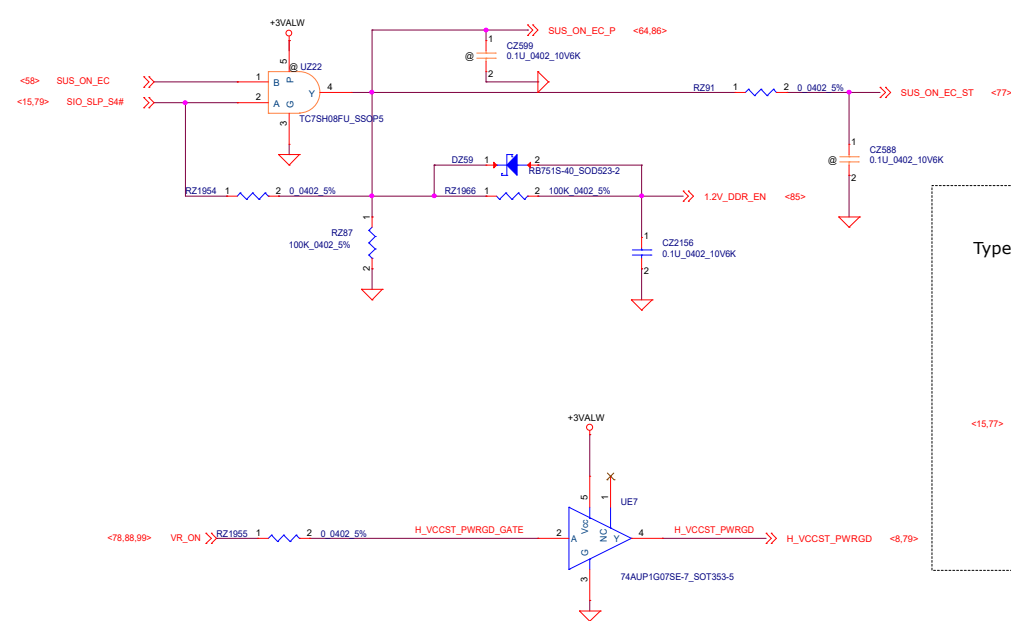 +3VALW
SUS_ON_EC_P <64,86>
1
CZ599
@
0.1U_0402_10V6K
2
5
@ UZ22
<58> SUS_ON_EC
1
B
P
Y
4
<15,79> SIO_SLP_S4#
2
A
G
TC7SH08FU_SSOP5
3
RZ91 1 2 0_0402_5%
SUS_ON_EC_ST <77>
1
CZ588
@
0.1U_0402_10V6K
2
DZ59 1 2
RB751S-40_SOD523-2
RZ1954 1 2 0_0402_5%
RZ1966 1 2 100K_0402_5%
1.2V_DDR_EN <85>
1
RZ87
100K_0402_5%
2
1
CZ2156
0.1U_0402_10V6K
2
Type
<15,77>
+3VALW
5
1
UE7
Vcc
NC
<78,88,99> VR_ON
RZ1955 1 2 0_0402_5%
H_VCCST_PWRGD_GATE
2
A
G
Y
4
H_VCCST_PWRGD
H_VCCST_PWRGD <8,79>
3
74AUP1G07SE-7_SOT353-5